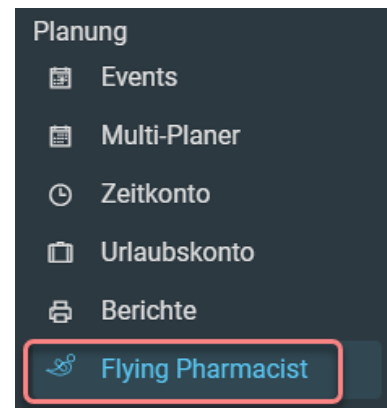 Planung
Events
Multi-Planer
Zeitkonto
Urlaubskonto
Berichte
Flying Pharmacist